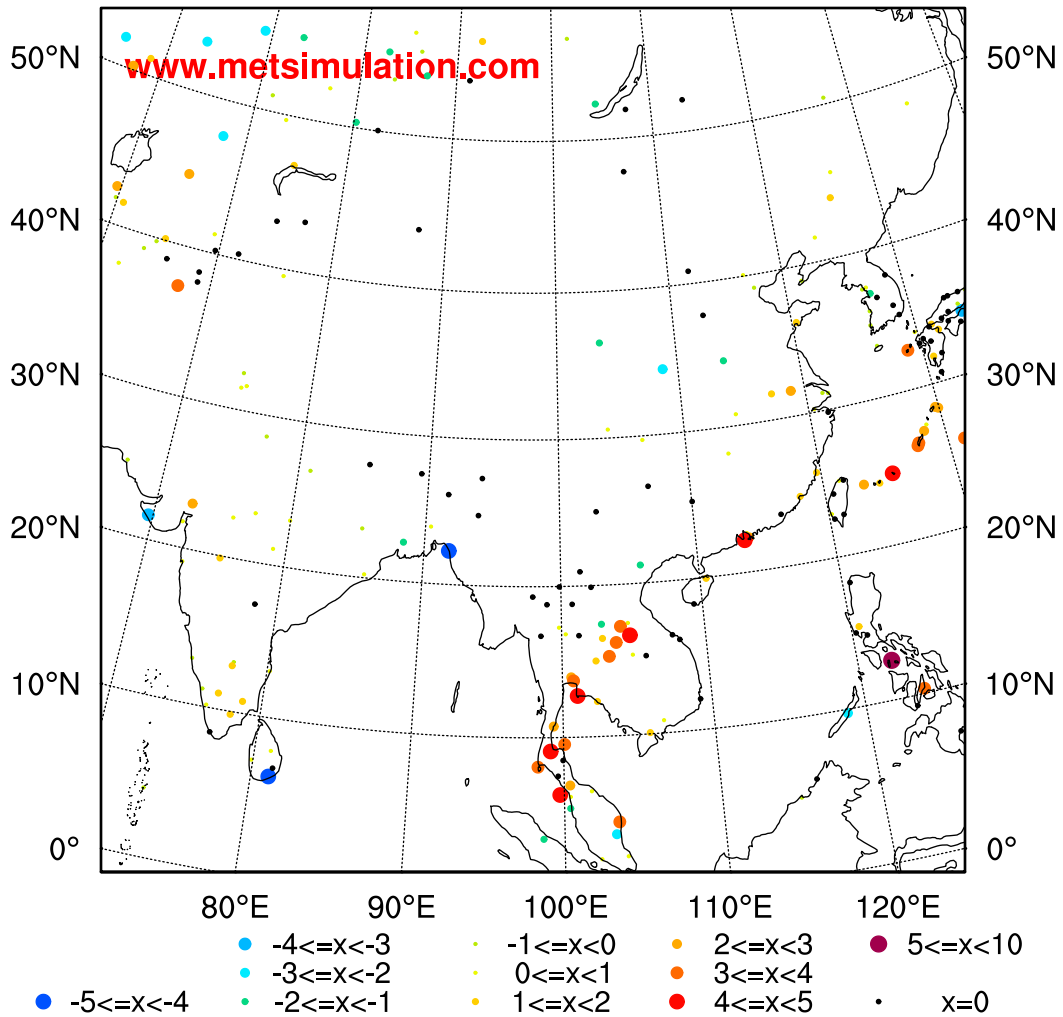 www.metsimulation.com
50°N 50°N
40°N 40°N
30°N 30°N
20°N 20°N
10°N 10°N
0° 0°
80°E 90°E 100°E 110°E 120°E
-4<=x<-3 -1<=x<0 2<=x<3 5<=x<10
-3<=x<-2 0<=x<1 3<=x<4
-5<=x<-4 -2<=x<-1 1<=x<2 4<=x<5 x=0